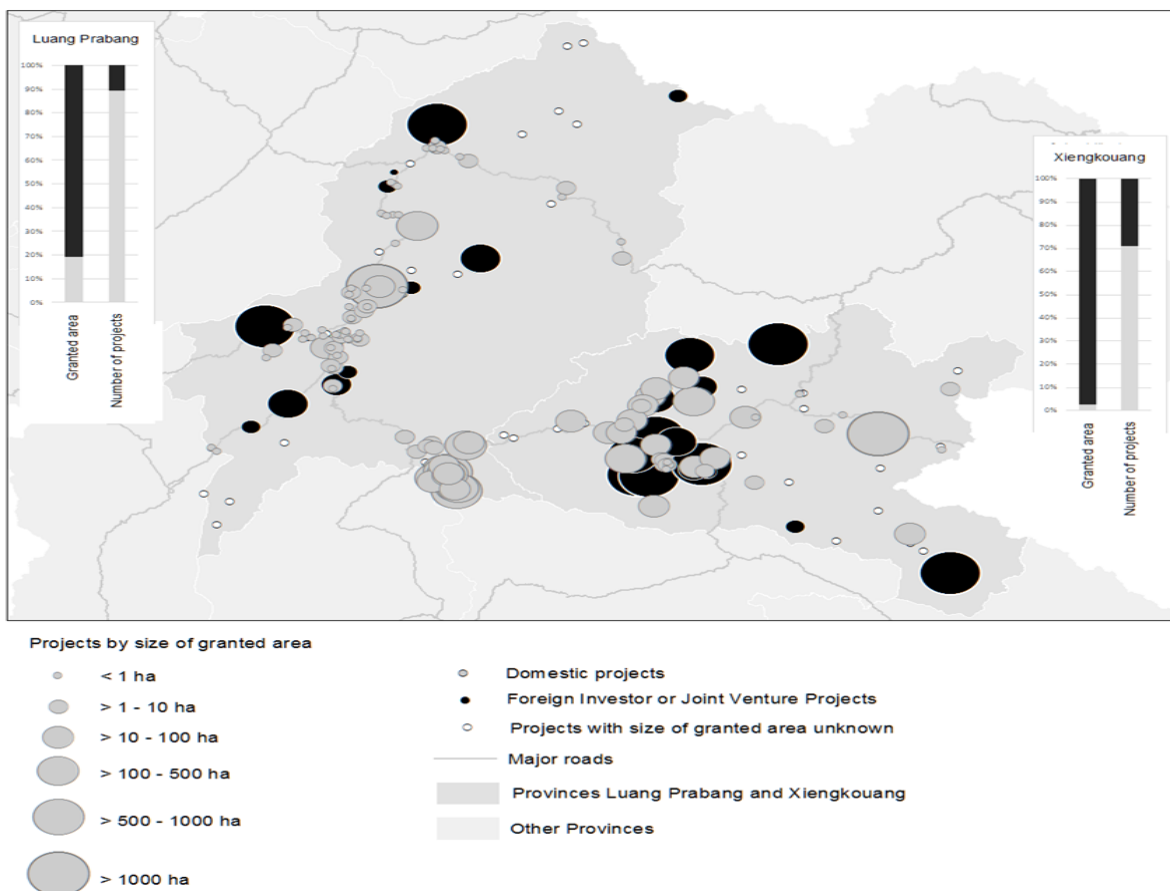 Luang Prabang
100%
90%
80%
70%
60%
50%
40%
30%
20%
10%
0%
Granted area
Number of projects
Xiengkouang
100%
90%
80%
70%
60%
50%
40%
30%
20%
10%
0%
Granted area
Number of projects
Projects by size of granted area
< 1 ha
> 1 - 10 ha
> 10 - 100 ha
> 100 - 500 ha
> 500 - 1000 ha
> 1000 ha
Domestic projects
Foreign Investor or Joint Venture Projects
Projects with size of granted area unknown
Major roads
Provinces Luang Prabang and Xiengkouang
Other Provinces